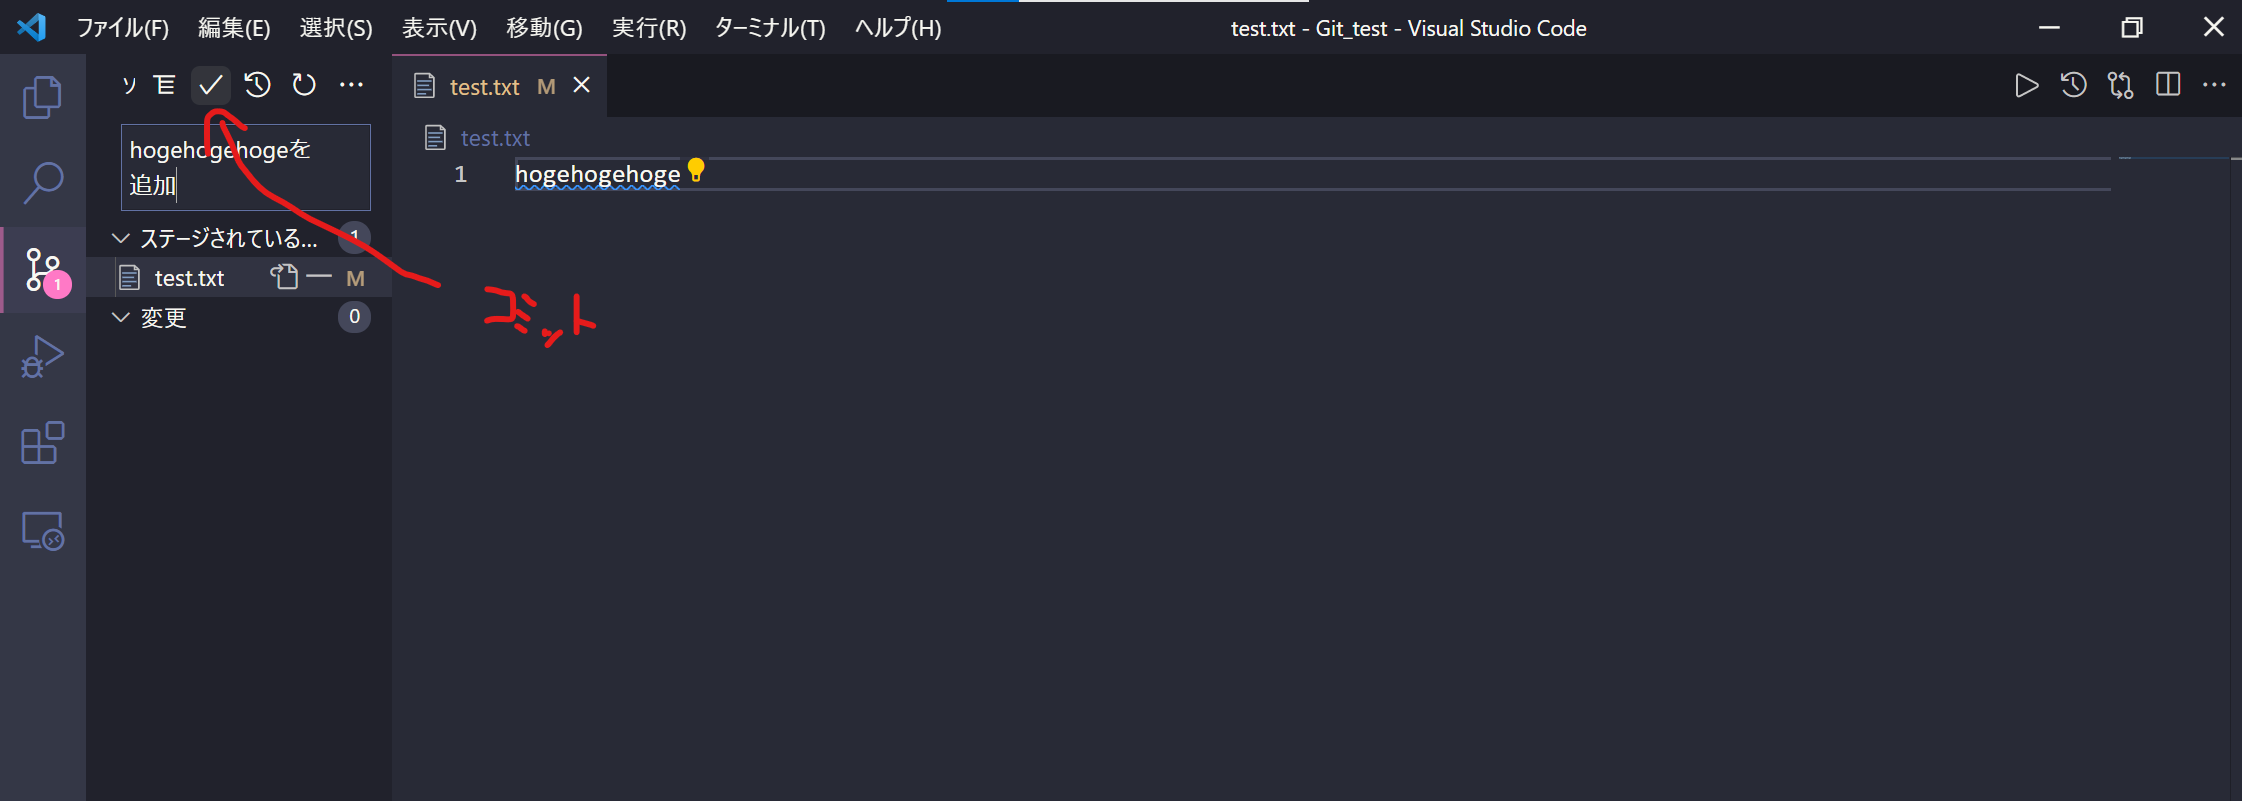 ファイル(F) 編集(E) 選択(S) 表示(V) 移動(G) 実行(R) ターミナル(T) ヘルプ(H) test.txt - Git_test - Visual Studio Code
ソ
test.txt M
hogehogehogeを
追加
test.txt
1 hogehogehoge
ステージされている... 1
1
test.txt M
変更 0
コミット